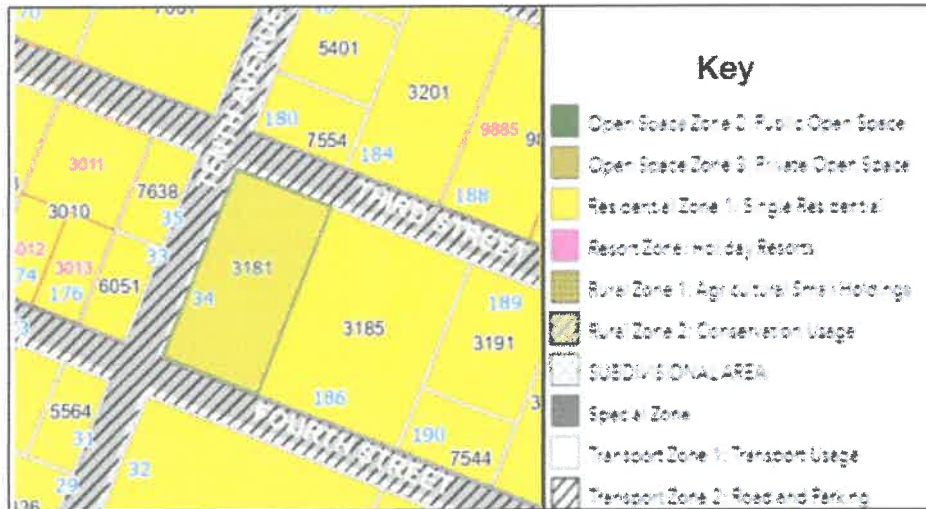 70
5401
3201
9885
180
7554
184
188
THIRD STREET
3011
7638
3010
35
3012
3013
33
74
176
6051
3181
34
3185
189
3191
186
FOURTH STREET
190
7544
5564
31
29
32
Key
Open Space Zone 2: Public Open Space
Open Space Zone 3: Private Open Space
Residential Zone 1: Single Residential
Resort Zone: Holiday Resorts
Rural Zone 1: Agricultural Small Holdings
Rural Zone 2: Conservation Usage
SUBDIVISIONAL AREA
Special Zone
Transport Zone 1: Transport Usage
Transport Zone 2: Road and Parking